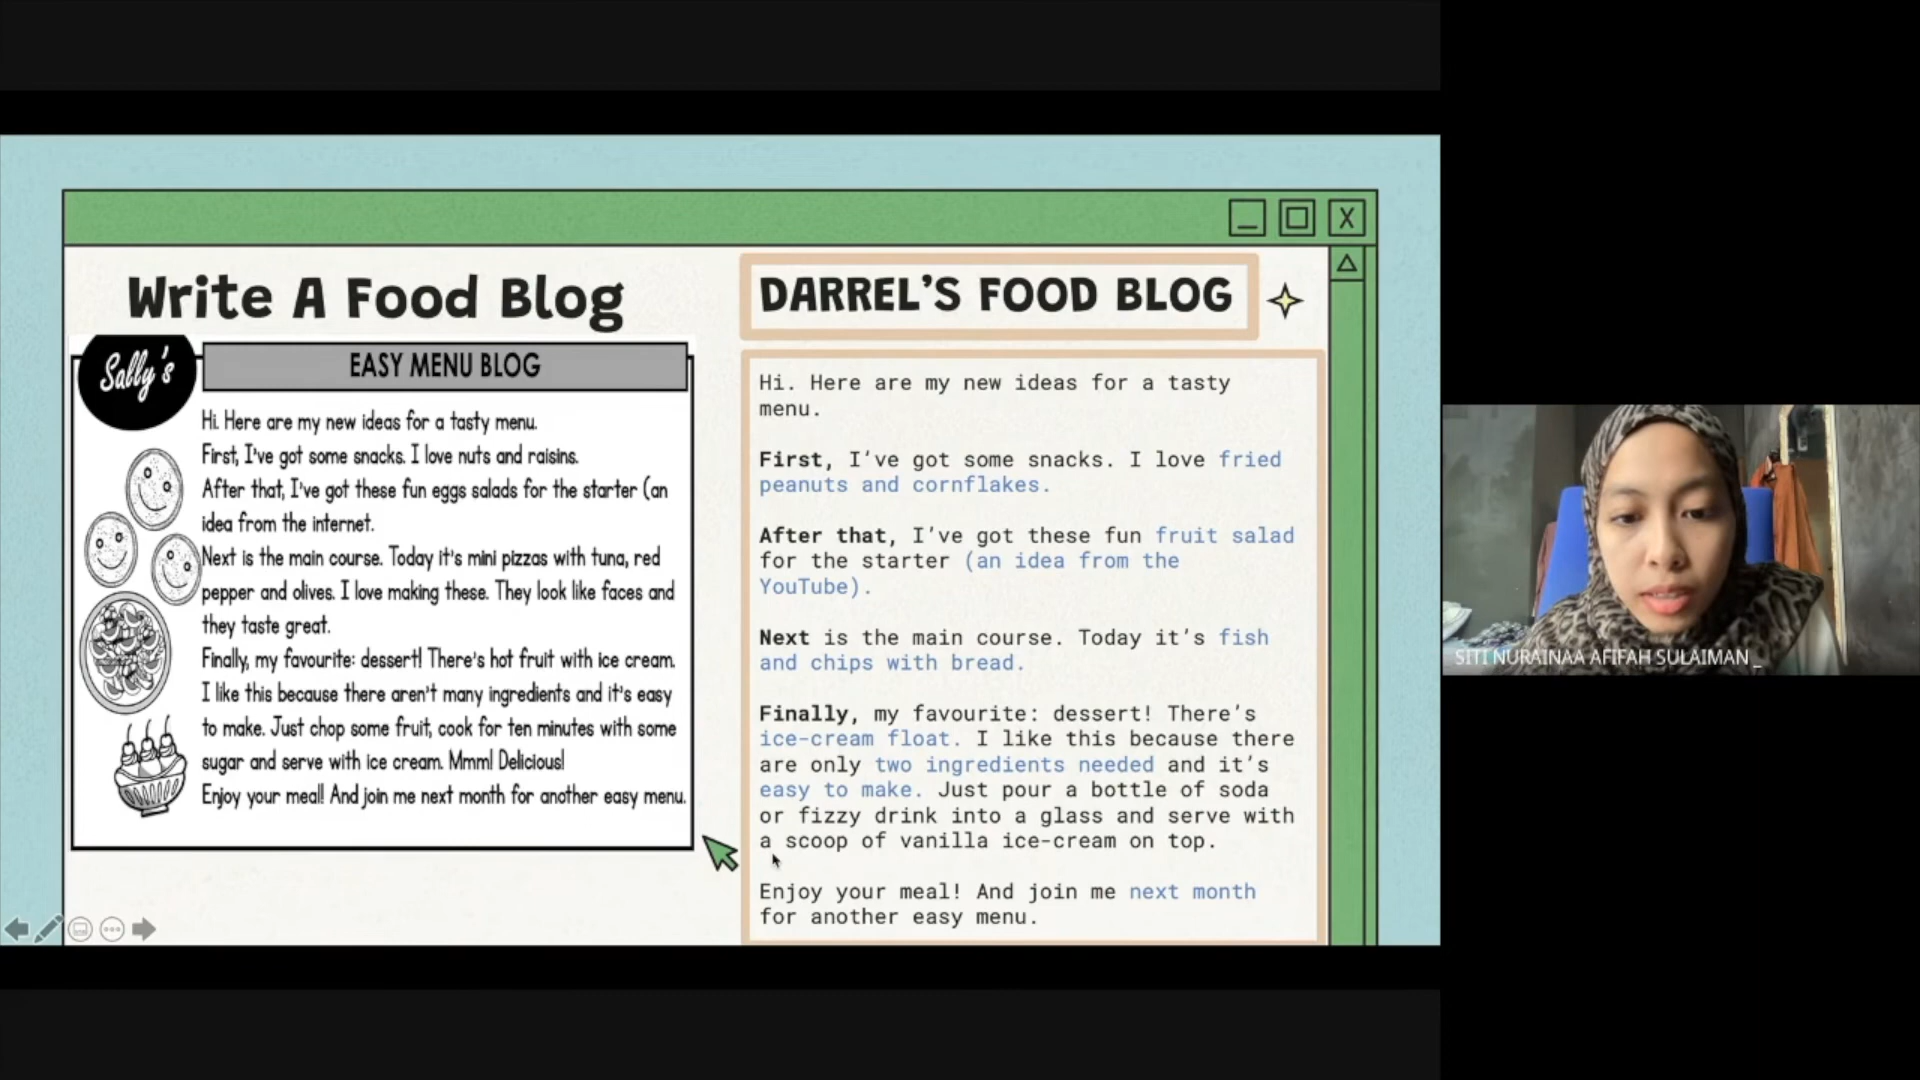 Write A Food Blog
Sally's
EASY MENU BLOG
Hi. Here are my new ideas for a tasty menu.
First, I've got some snacks. I love nuts and raisins.
After that, I've got these fun eggs salads for the starter (an
idea from the internet.
Next is the main course. Today it's mini pizzas with tuna, red
pepper and olives. I love making these. They look like faces and
they taste great.
Finally, my favourite: dessert! There's hot fruit with ice cream.
I like this because there aren't many ingredients and it's easy
to make. Just chop some fruit, cook for ten minutes with some
sugar and serve with ice cream. Mmm! Delicious!
Enjoy your meal! And join me next month for another easy menu.
DARREL'S FOOD BLOG
Hi. Here are my new ideas for a tasty
menu.
First, I've got some snacks. I love fried
peanuts and cornflakes.
After that, I've got these fun fruit salad
for the starter (an idea from the
YouTube).
Next is the main course. Today it's fish
and chips with bread.
Finally, my favourite: dessert! There's
ice-cream float. I like this because there
are only two ingredients needed and it's
easy to make. Just pour a bottle of soda
or fizzy drink into a glass and serve with
a scoop of vanilla ice-cream on top.
Enjoy your meal! And join me next month
for another easy menu.
SITI NURAINAA AFIFAH SULAIMAN _